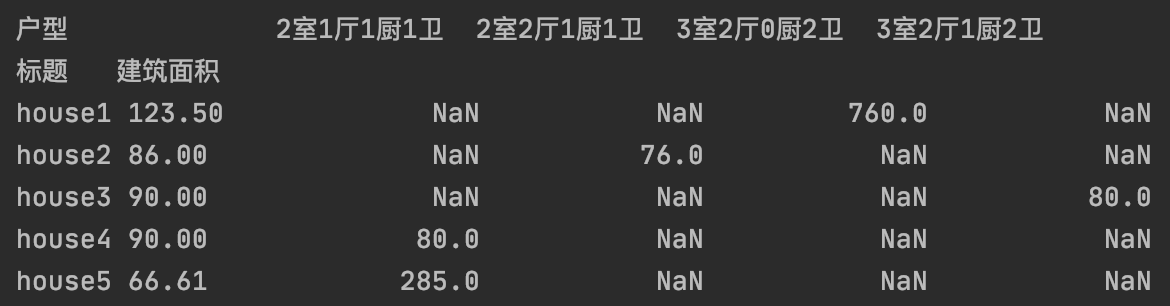 户型 2室1厅1厨1卫 2室2厅1厨1卫 3室2厅0厨2卫 3室2厅1厨2卫
标题 建筑面积
house1 123.50 NaN NaN 760.0 NaN
house2 86.00 NaN 76.0 NaN NaN
house3 90.00 NaN NaN NaN 80.0
house4 90.00 80.0 NaN NaN NaN
house5 66.61 285.0 NaN NaN NaN